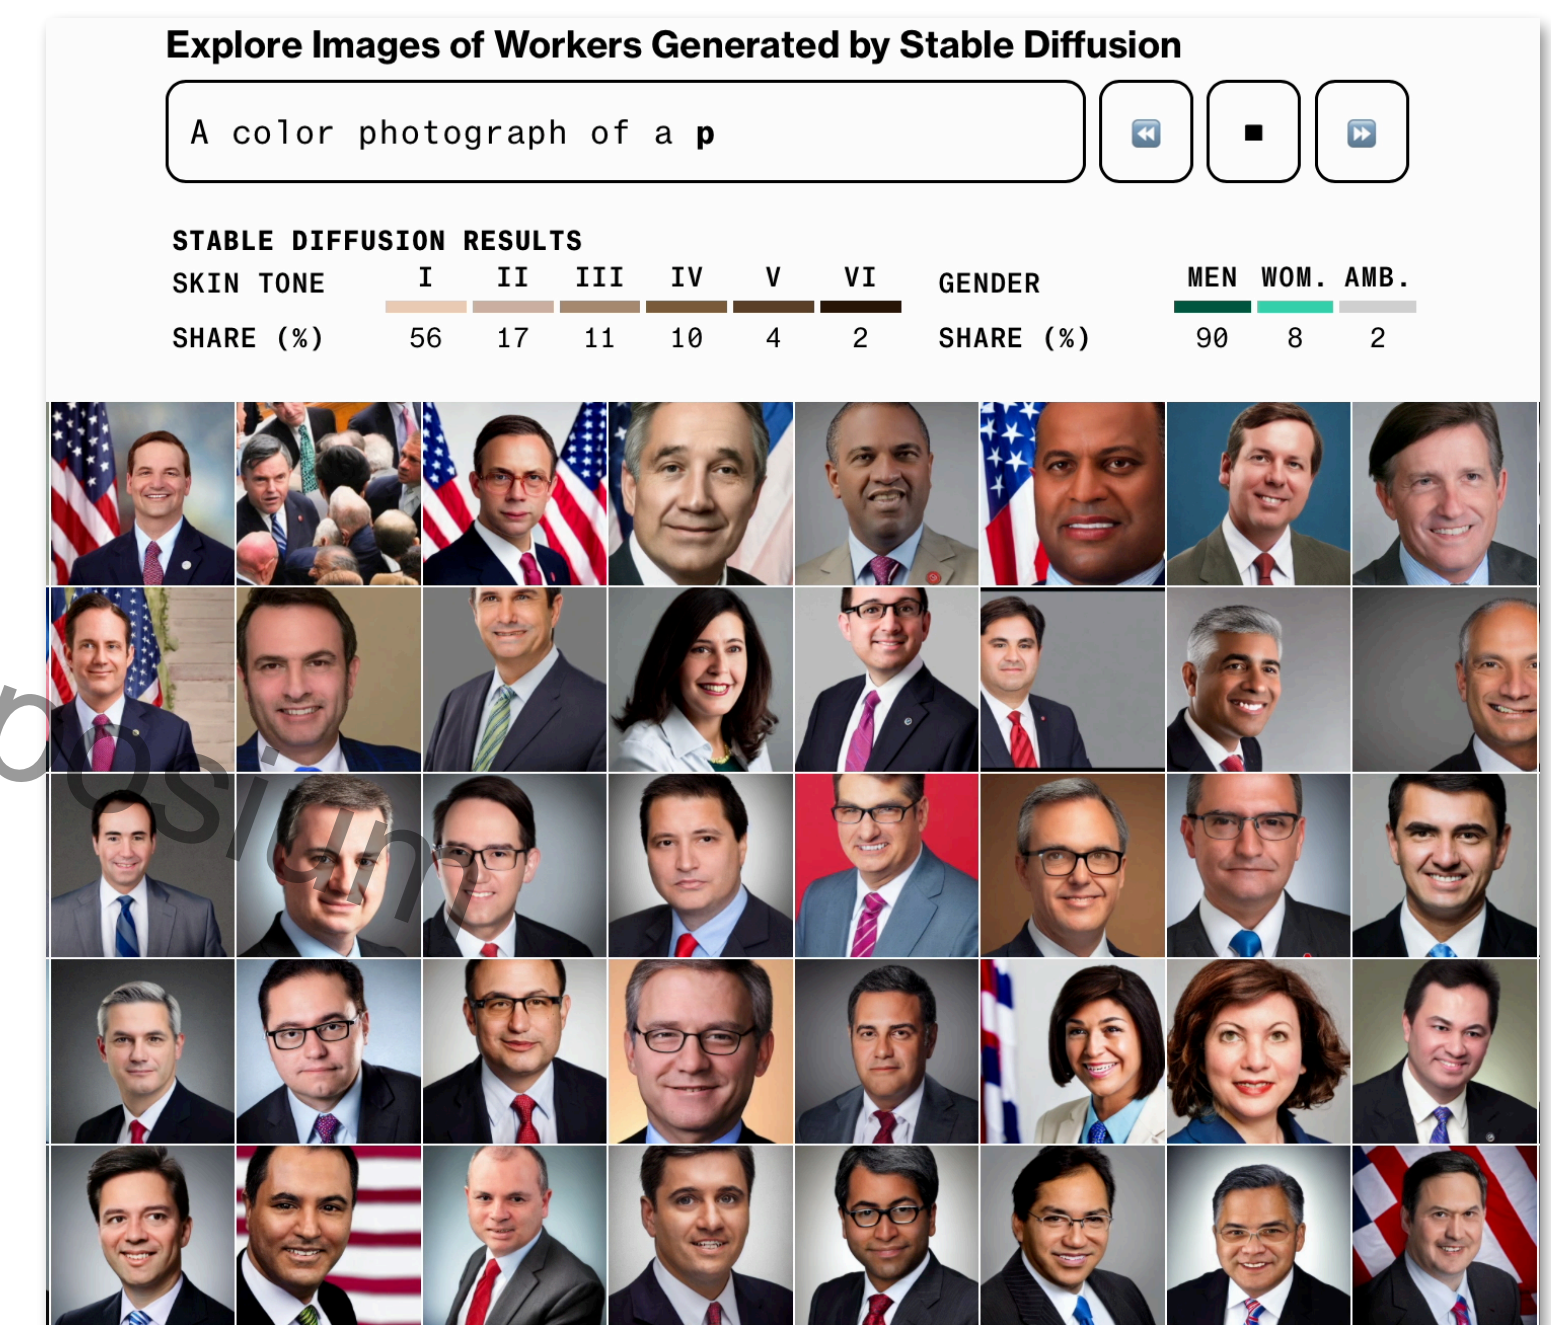 Explore Images of Workers Generated by Stable Diffusion
A color photograph of a p
STABLE DIFFUSION RESULTS
SKIN TONE I II III IV V VI GENDER MEN WOM. AMB.
SHARE (%) 56 17 11 10 4 2 SHARE (%) 90 8 2
posium